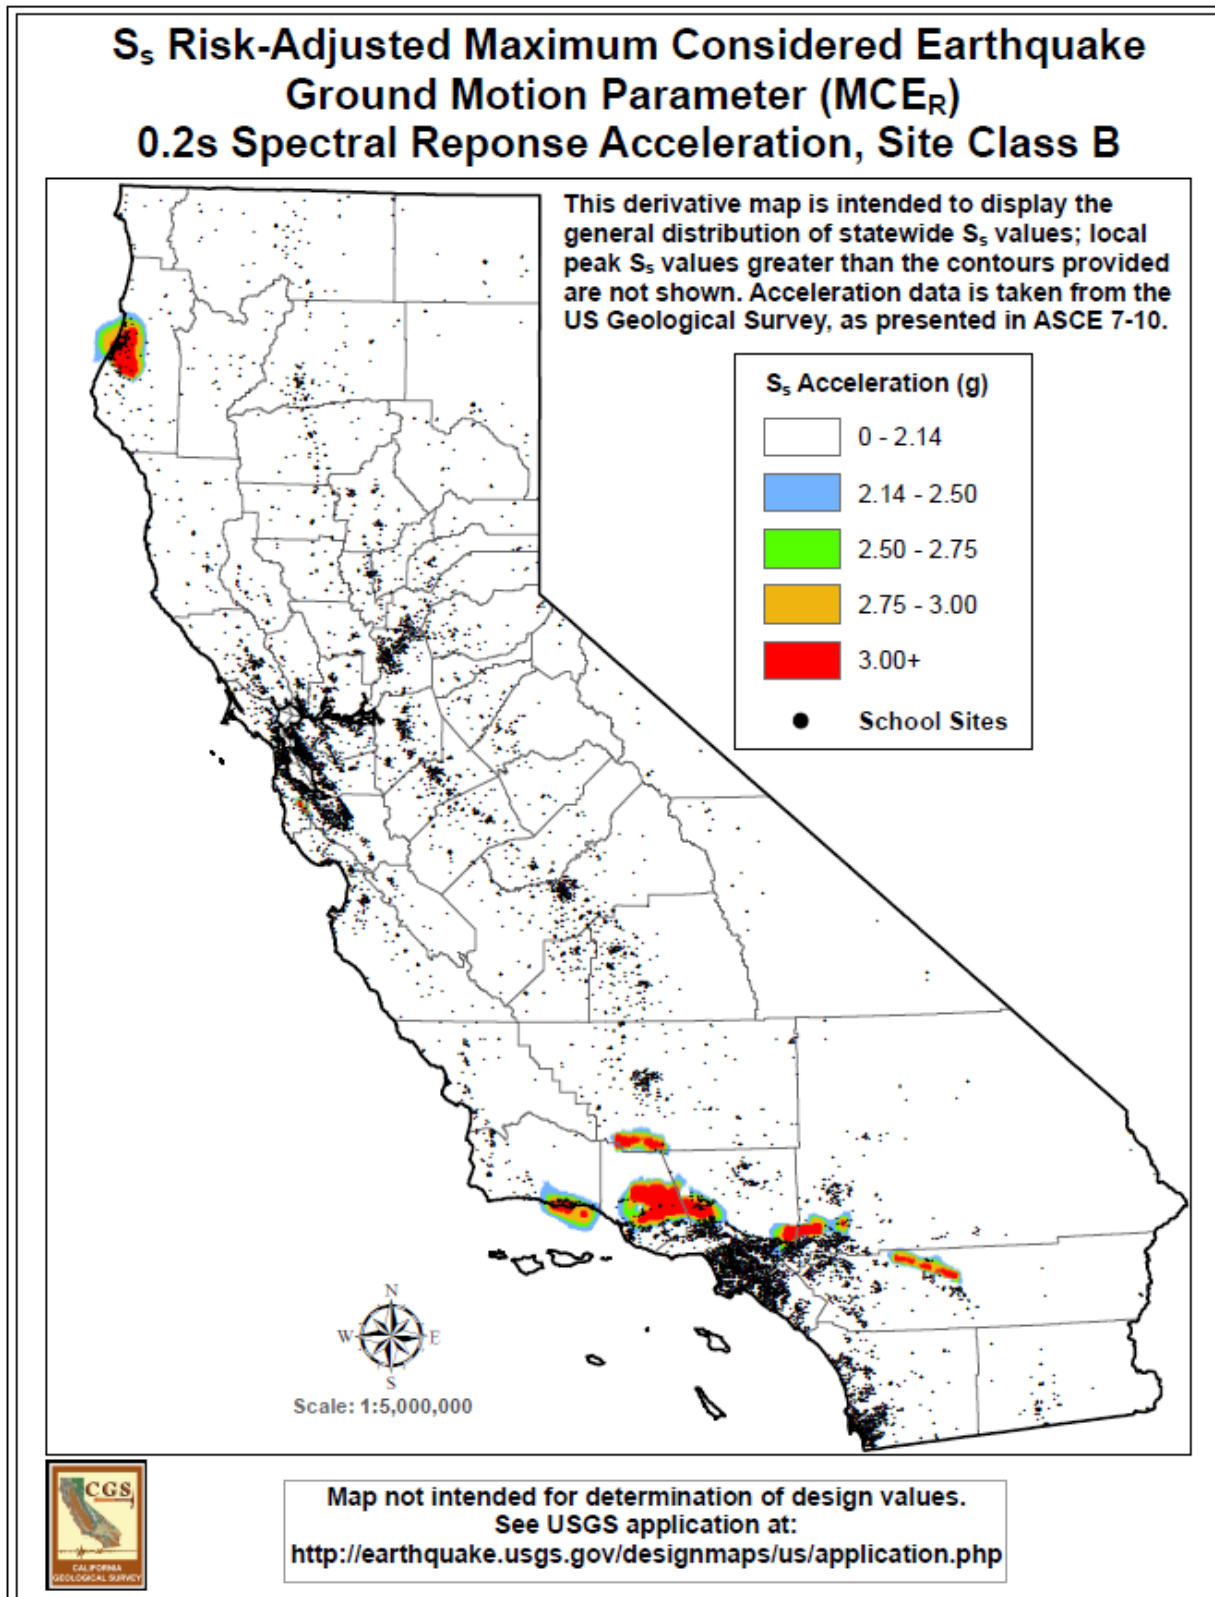 Ss Risk-Adjusted Maximum Considered Earthquake
Ground Motion Parameter (MCER)
0.2s Spectral Reponse Acceleration, Site Class B
This derivative map is intended to display the
general distribution of statewide Ss values; local
peak Ss values greater than the contours provided
are not shown. Acceleration data is taken from the
US Geological Survey, as presented in ASCE 7-10.
Ss Acceleration (g)
0 - 2.14
2.14 - 2.50
2.50 - 2.75
2.75 - 3.00
3.00+
School Sites
N
W E
S
Scale: 1:5,000,000
CGS
CALIFORNIA
GEOLOGICAL SURVEY
Map not intended for determination of design values.
See USGS application at:
http://earthquake.usgs.gov/designmaps/us/application.php